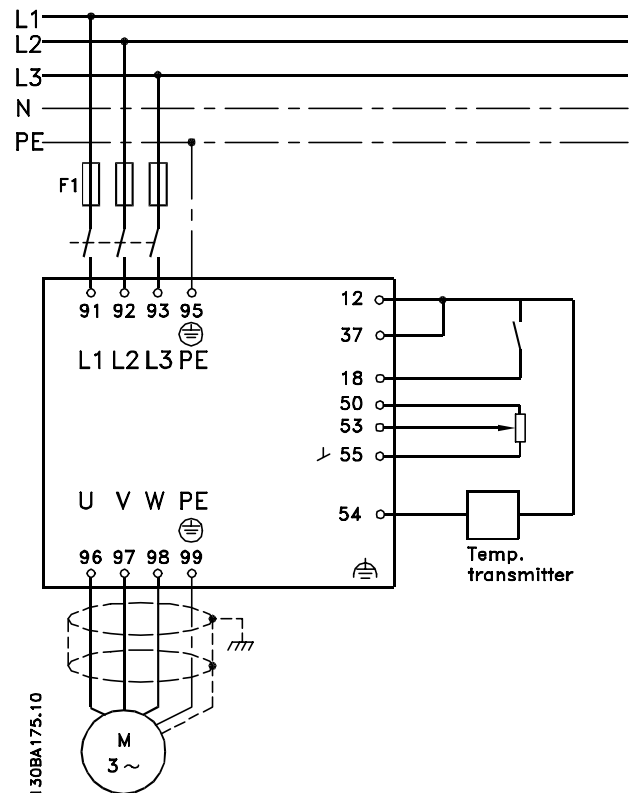 L1
L2
L3
N
PE
F1
91 92 93 95
L1 L2 L3 PE
12
37
18
50
53
55
54
U V W PE
96 97 98 99
Temp.
transmitter
M
3~
130BA175.10